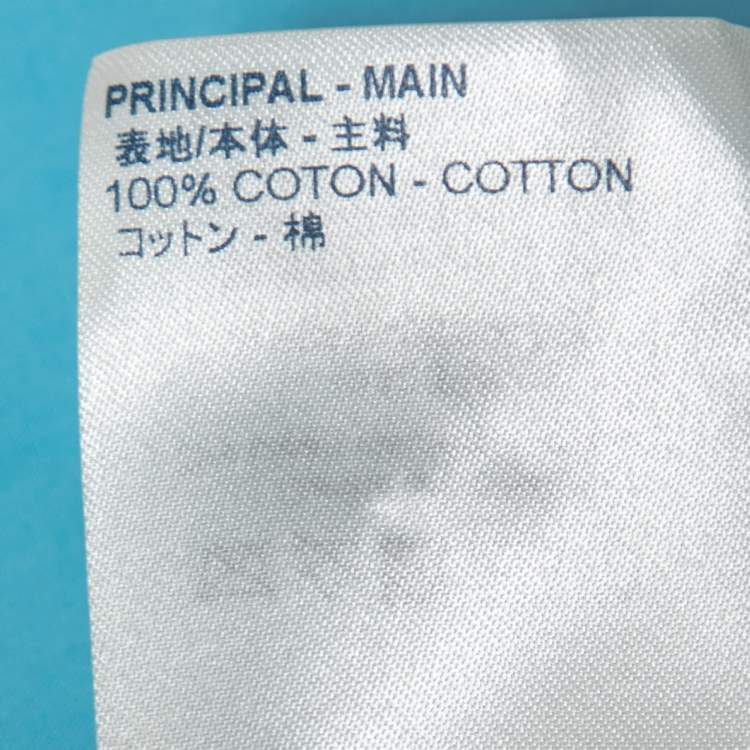 PRINCIPAL - MAIN
表地/本体 - 主料
100% COTON - COTTON
コットン - 棉